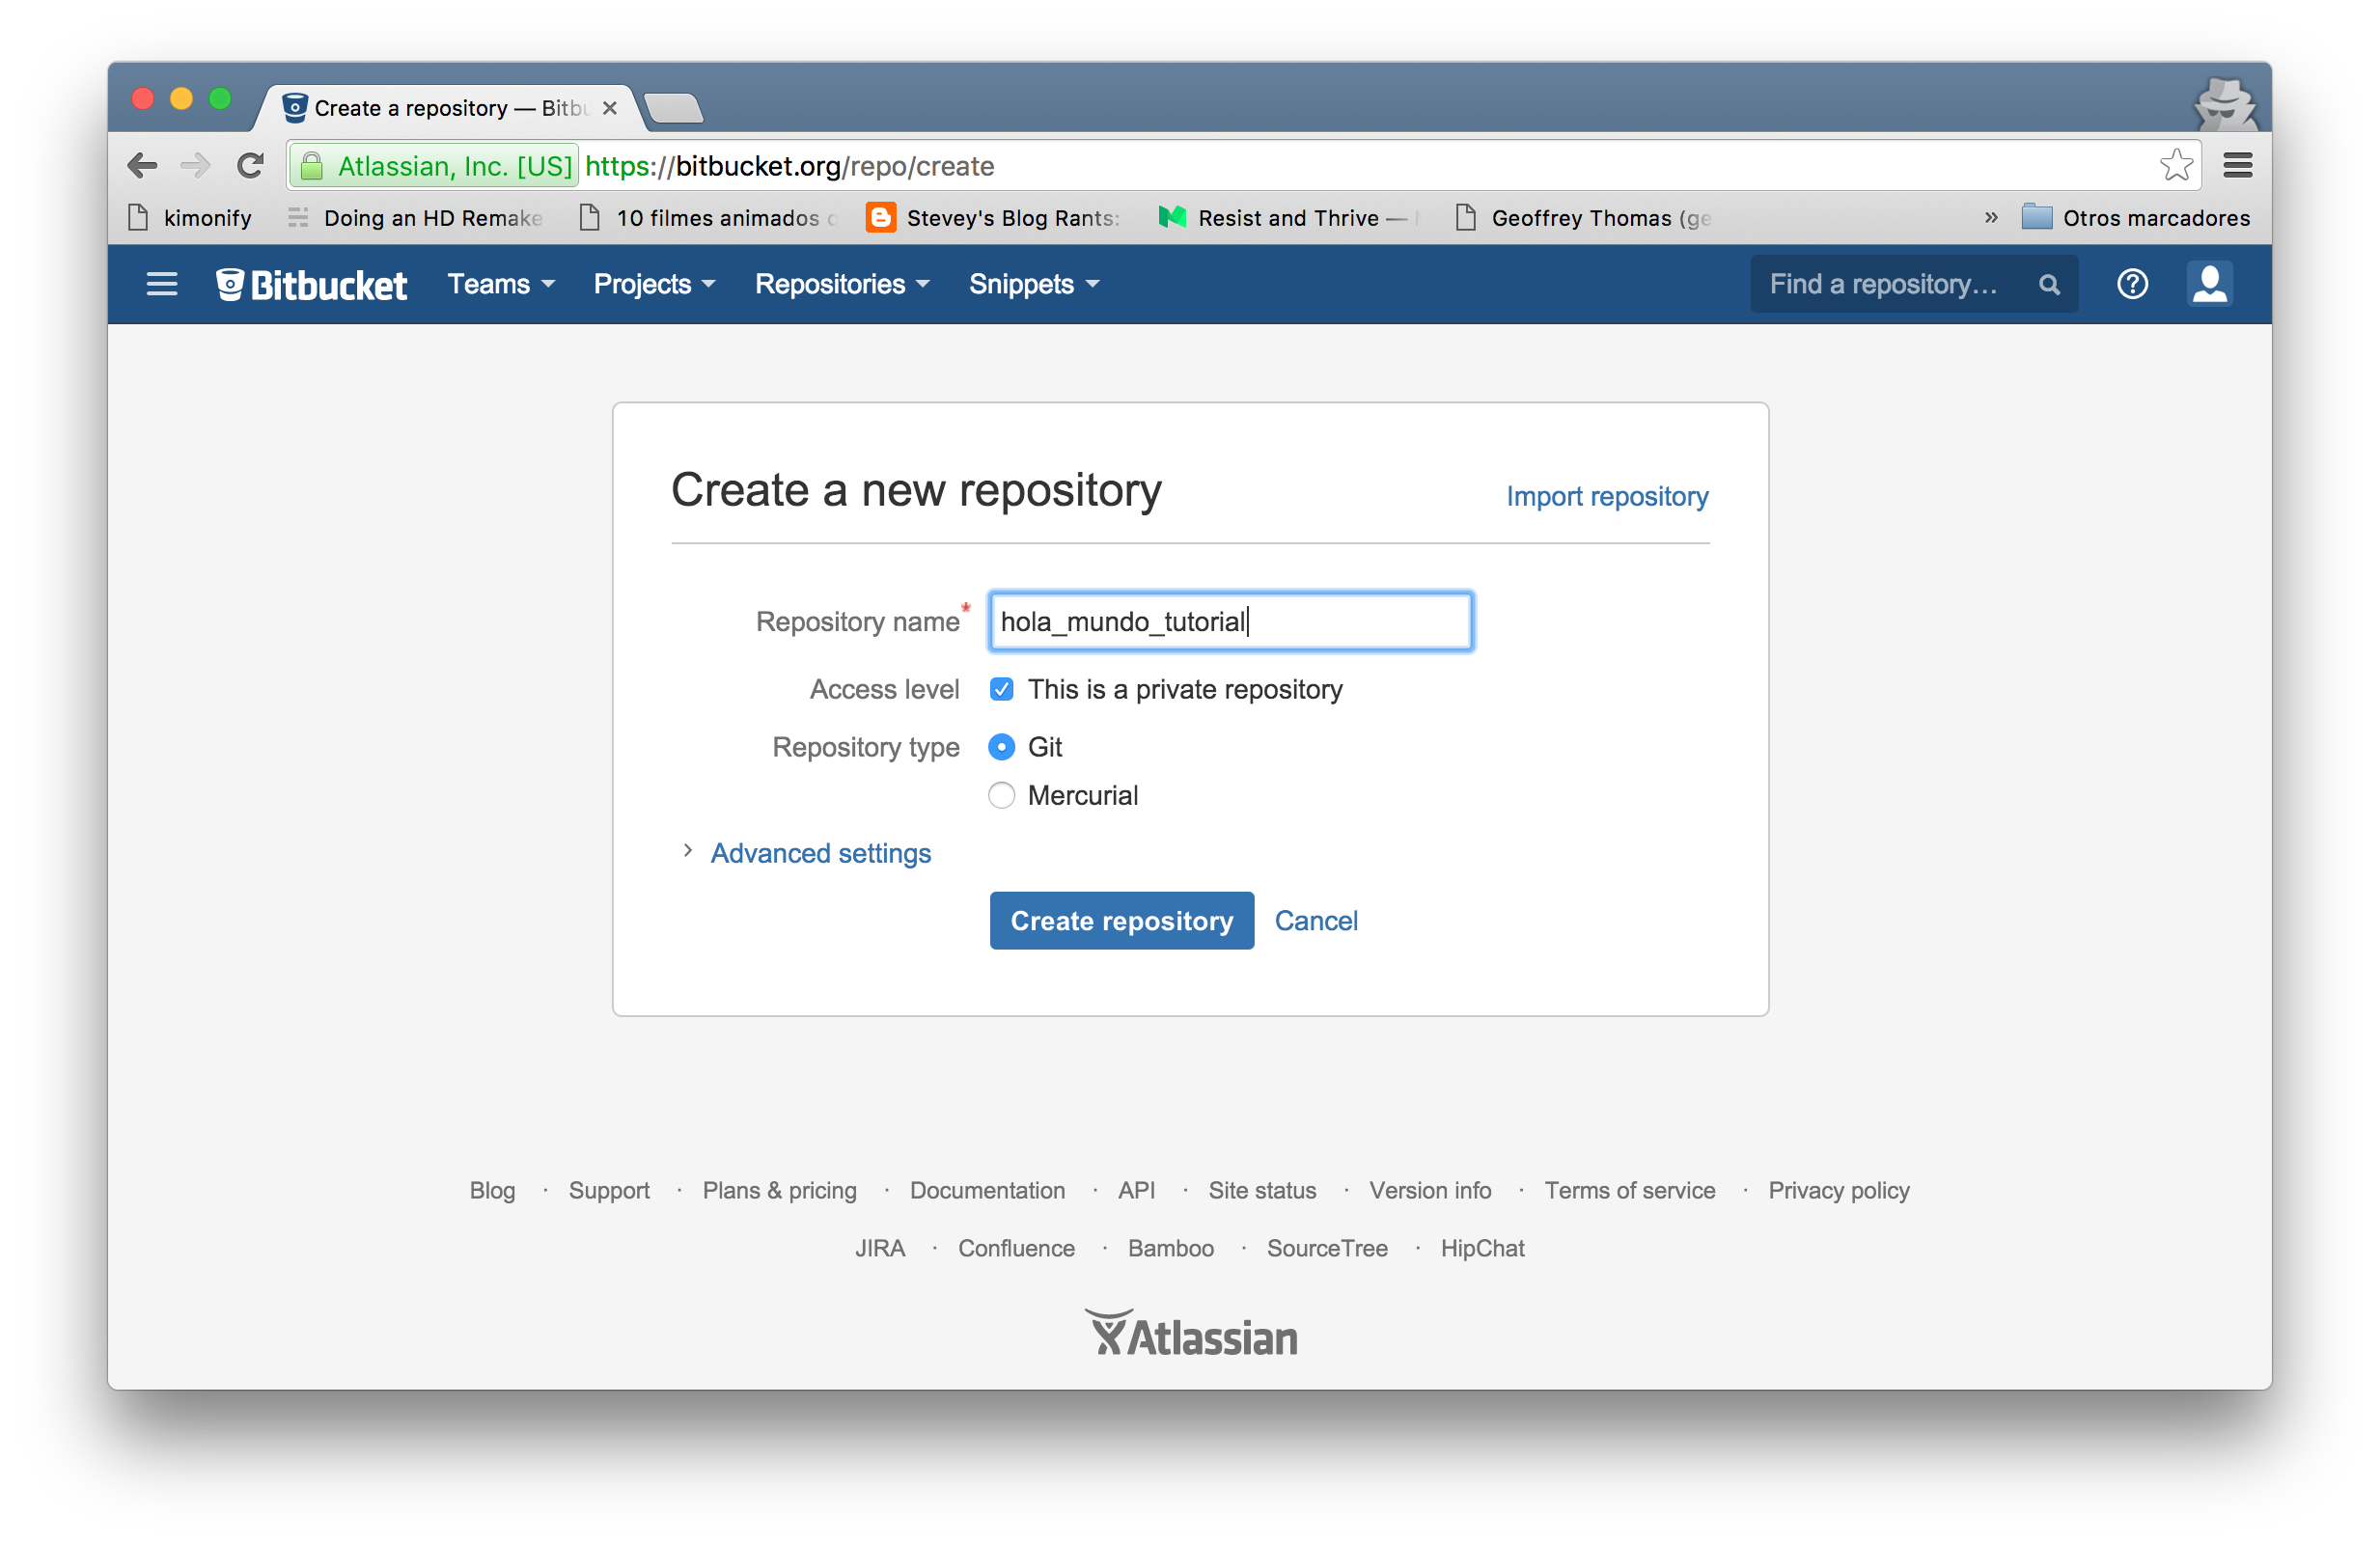 Create a repository — Bitbu
Atlassian, Inc. [US] https://bitbucket.org/repo/create
kimonify Doing an HD Remake 10 filmes animados Stevey's Blog Rants: Resist and Thrive — Geoffrey Thomas (ge » Otros marcadores
Bitbucket Teams Projects Repositories Snippets Find a repository...
Create a new repository Import repository
Repository name* hola_mundo_tutorial
Access level This is a private repository
Repository type Git
Mercurial
Advanced settings
Create repository Cancel
Blog · Support · Plans & pricing · Documentation · API · Site status · Version info · Terms of service · Privacy policy
JIRA · Confluence · Bamboo · SourceTree · HipChat
Atlassian